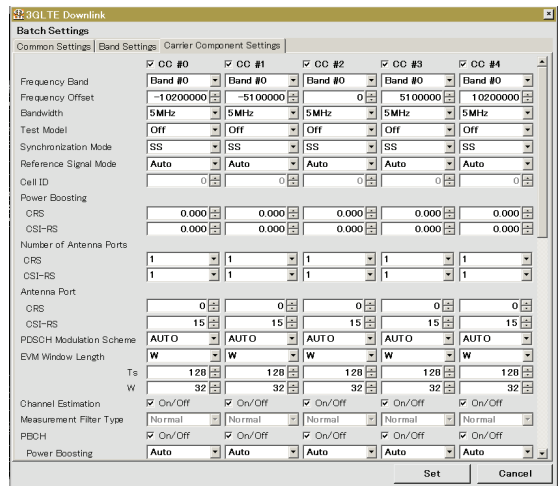 3GLTE Downlink
Batch Settings
Common Settings Band Settings Carrier Component Settings
CC #0 CC #1 CC #2 CC #3 CC #4
Frequency Band Band #0 Band #0 Band #0 Band #0 Band #0
Frequency Offset -10200000 -5100000 0 5100000 10200000
Bandwidth 5MHz 5MHz 5MHz 5MHz 5MHz
Test Model Off Off Off Off Off
Synchronization Mode SS SS SS SS SS
Reference Signal Mode Auto Auto Auto Auto Auto
Cell ID 0 0 0 0 0
Power Boosting
CRS 0.000 0.000 0.000 0.000 0.000
CSI-RS 0.000 0.000 0.000 0.000 0.000
Number of Antenna Ports
CRS 1 1 1 1 1
CSI-RS 1 1 1 1 1
Antenna Port
CRS 0 0 0 0 0
CSI-RS 15 15 15 15 15
PDSCH Modulation Scheme AUTO AUTO AUTO AUTO AUTO
EVM Window Length W W W W W
Ts 128 128 128 128 128
W 32 32 32 32 32
Channel Estimation On/Off On/Off On/Off On/Off On/Off
Measurement Filter Type Normal Normal Normal Normal Normal
PBCH On/Off On/Off On/Off On/Off On/Off
Power Boosting Auto Auto Auto Auto Auto
Set Cancel